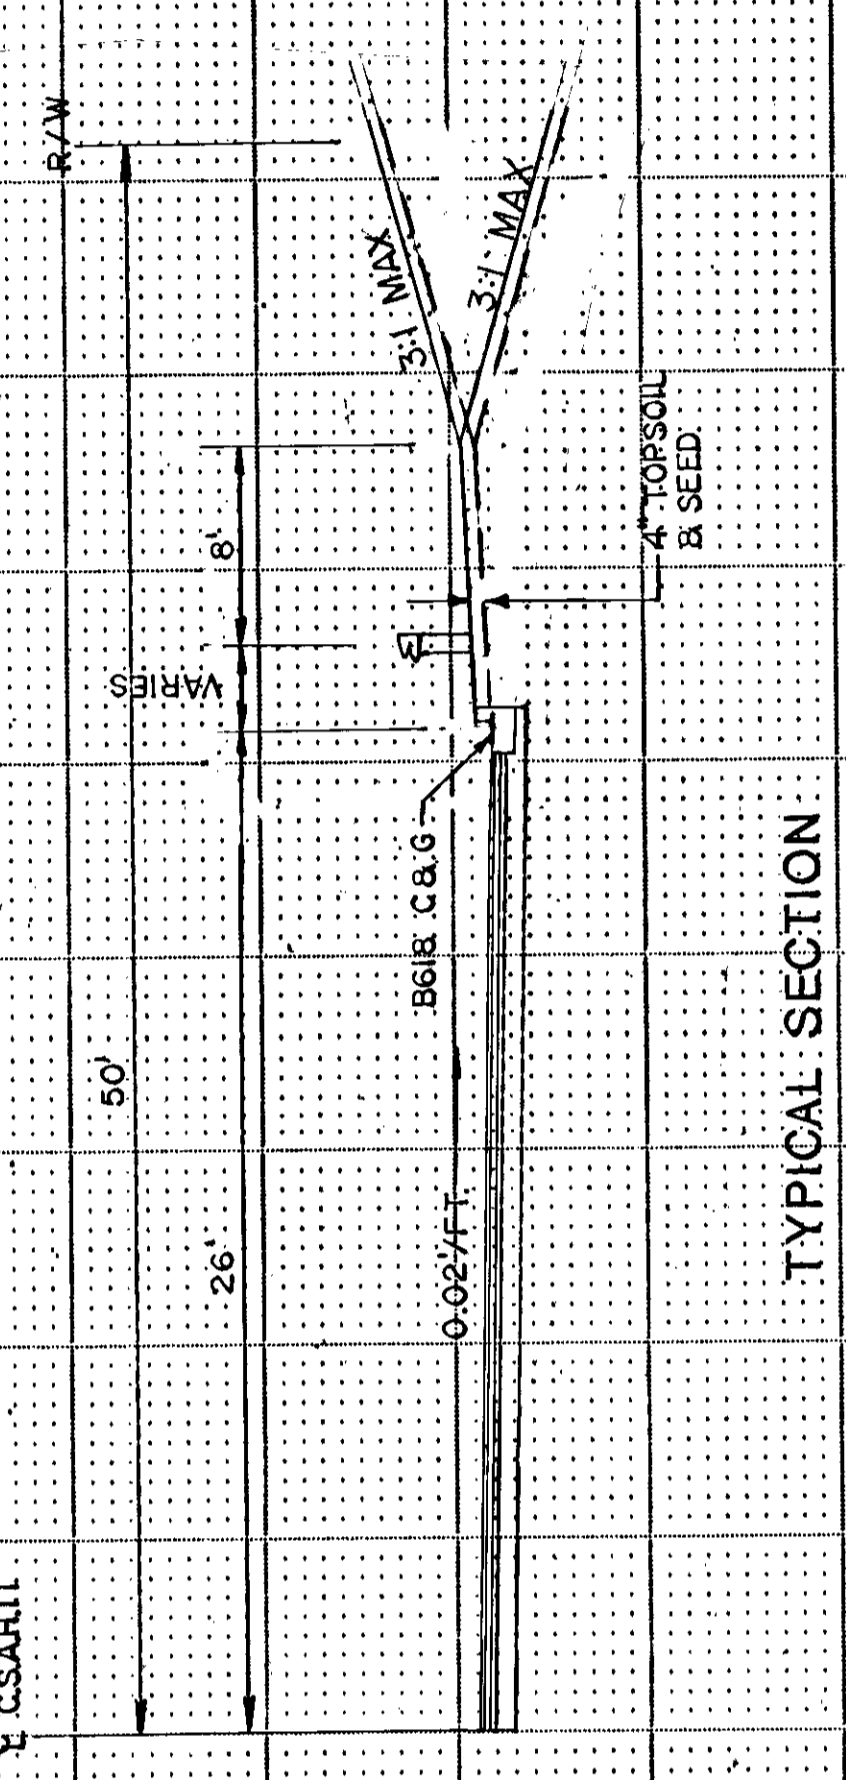 ℄ C.S.A.H. 11
50'
R/W
26'
VARIES
8'
0.02'/FT.
B618 C & G
3:1 MAX
3:1 MAX
4" TOPSOIL
& SEED
TYPICAL SECTION